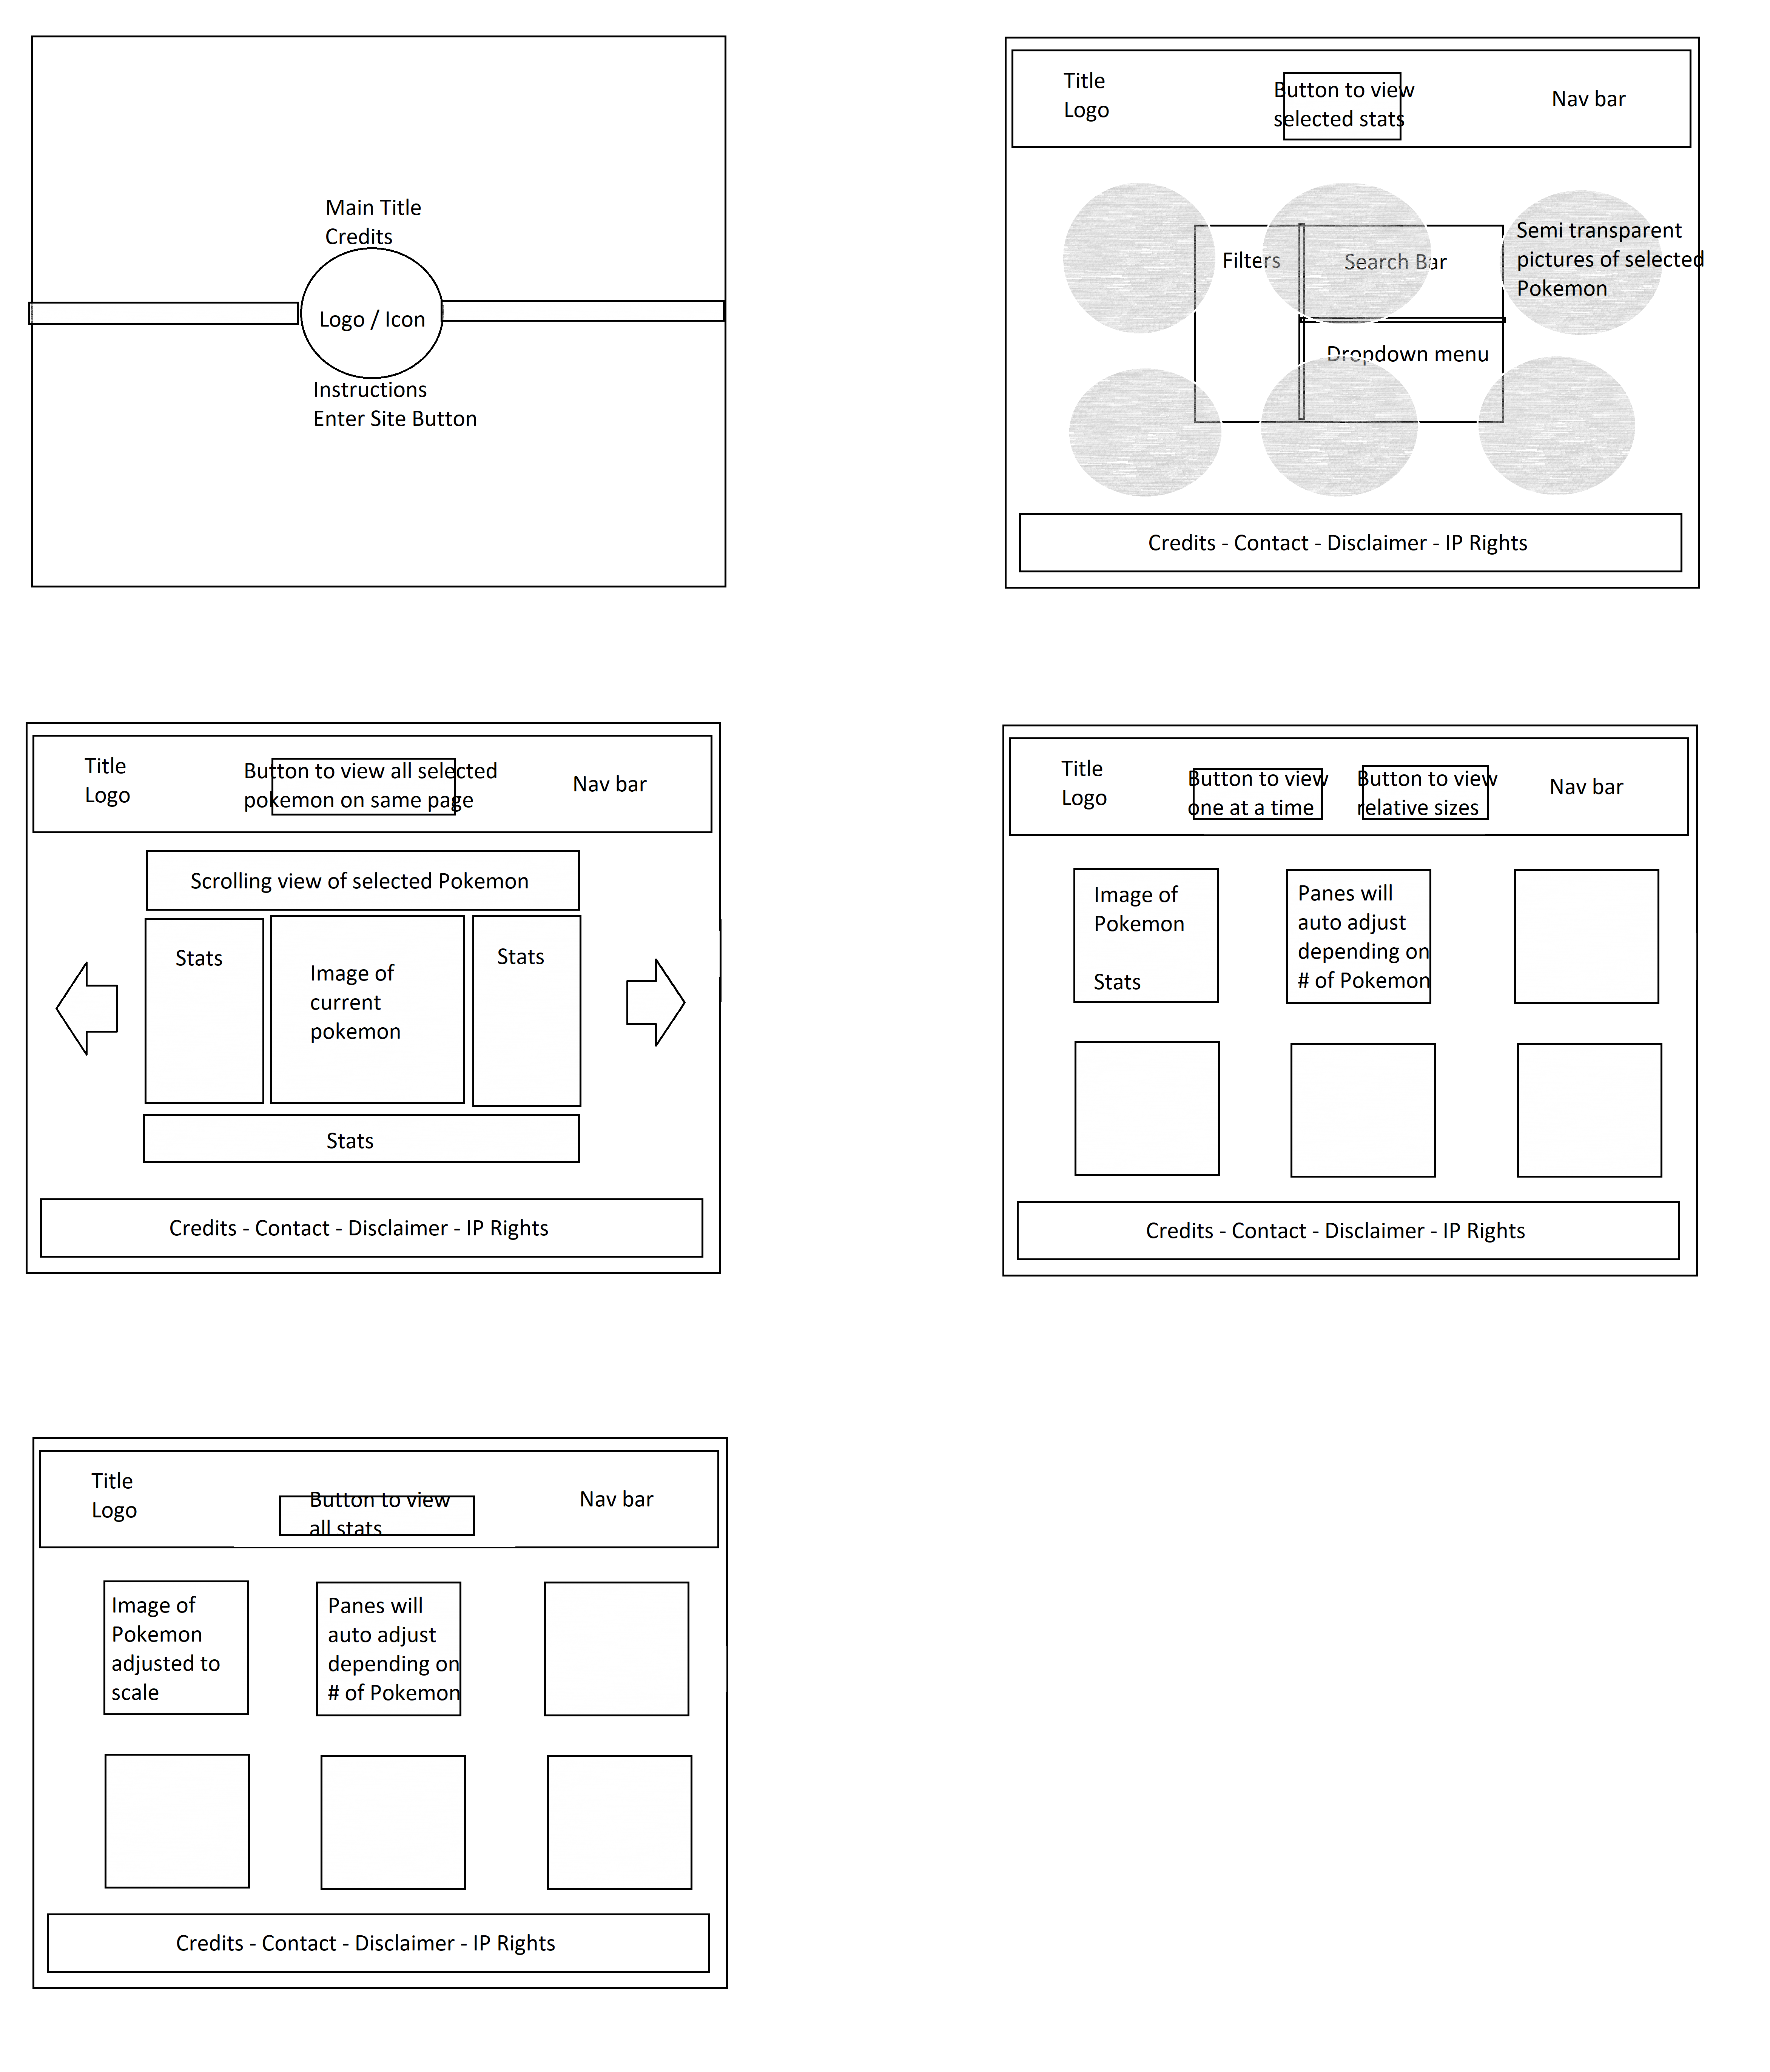 Main Title
Credits
Logo / Icon
Instructions
Enter Site Button
Title
Logo
Button to view
selected stats
Nav bar
Filters
Search Bar
Semi transparent
pictures of selected
Pokemon
Dropdown menu
Credits - Contact - Disclaimer - IP Rights
Title
Logo
Button to view all selected
pokemon on same page
Nav bar
Scrolling view of selected Pokemon
Stats
Image of
current
pokemon
Stats
Stats
Credits - Contact - Disclaimer - IP Rights
Title
Logo
Button to view
one at a time
Button to view
relative sizes
Nav bar
Image of
Pokemon
Stats
Panes will
auto adjust
depending on
# of Pokemon
Credits - Contact - Disclaimer - IP Rights
Title
Logo
Button to view
all stats
Nav bar
Image of
Pokemon
adjusted to
scale
Panes will
auto adjust
depending on
# of Pokemon
Credits - Contact - Disclaimer - IP Rights